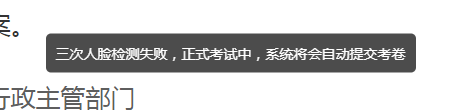 案。
三次人脸检测失败，正式考试中，系统将会自动提交考卷
行政主管部门